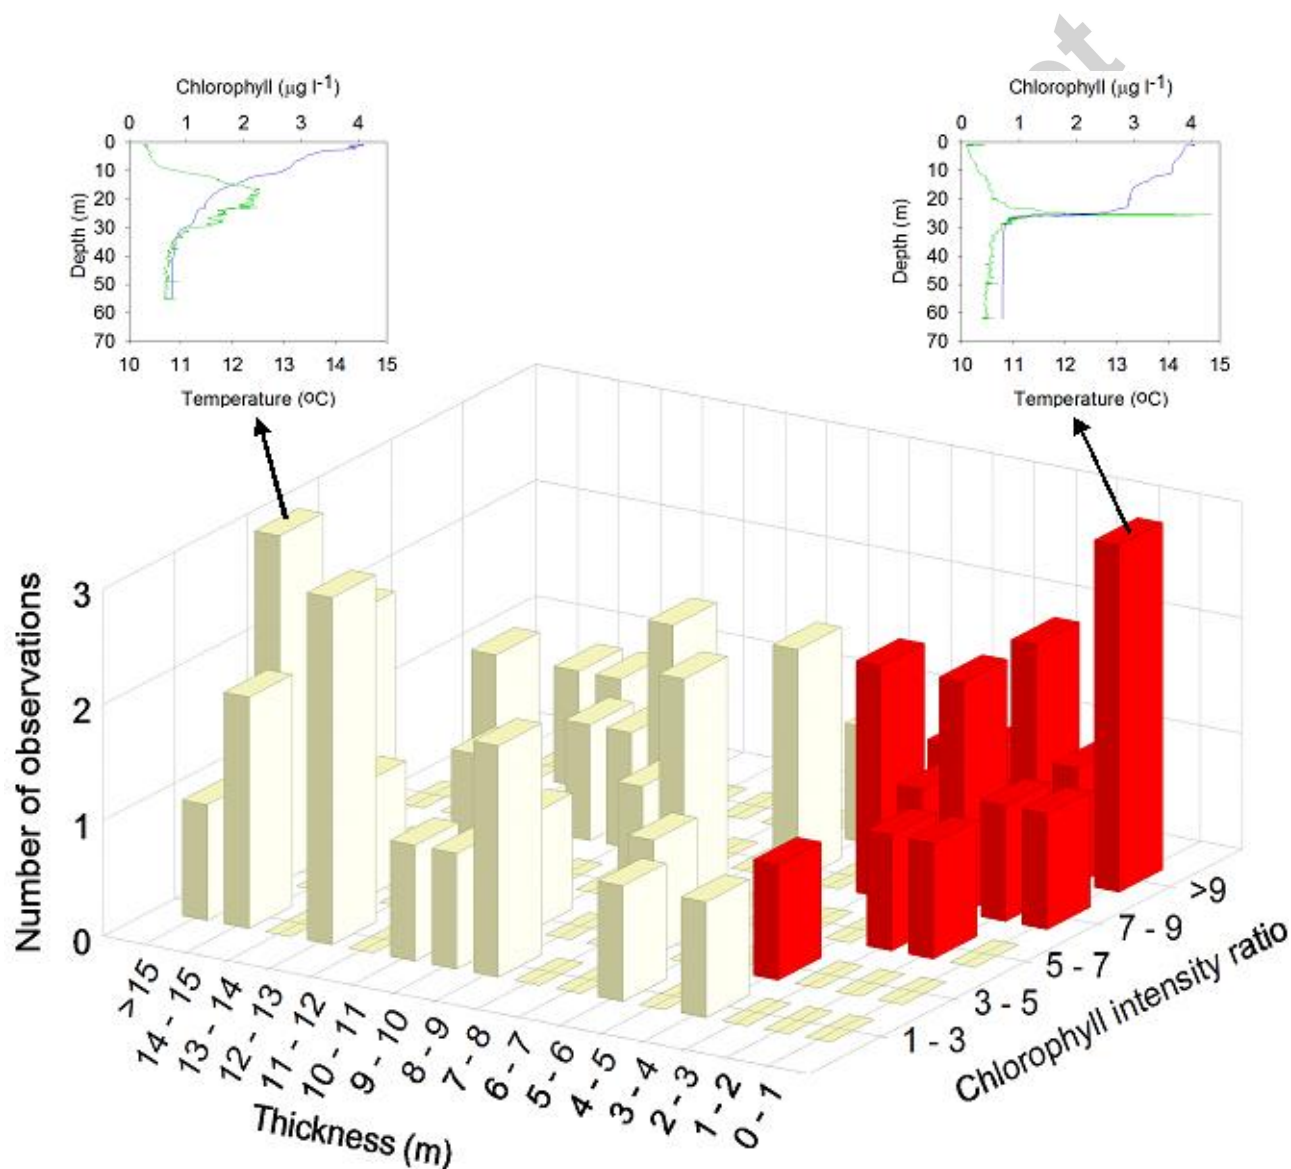 Chlorophyll (µg l-1)
0 1 2 3 4
0
10
20
30
40
50
60
70
Depth (m)
10 11 12 13 14 15
Temperature (ºC)
Chlorophyll (µg l-1)
0 1 2 3 4
0
10
20
30
40
50
60
70
Depth (m)
10 11 12 13 14 15
Temperature (ºC)
Number of observations
3
2
1
0
> 15
14 - 15
13 - 14
12 - 13
11 - 12
10 - 11
9 - 10
8 - 9
7 - 8
6 - 7
5 - 6
4 - 5
3 - 4
2 - 3
1 - 2
0 - 1
Thickness (m)
1 - 3
3 - 5
5 - 7
7 - 9
>9
Chlorophyll intensity ratio